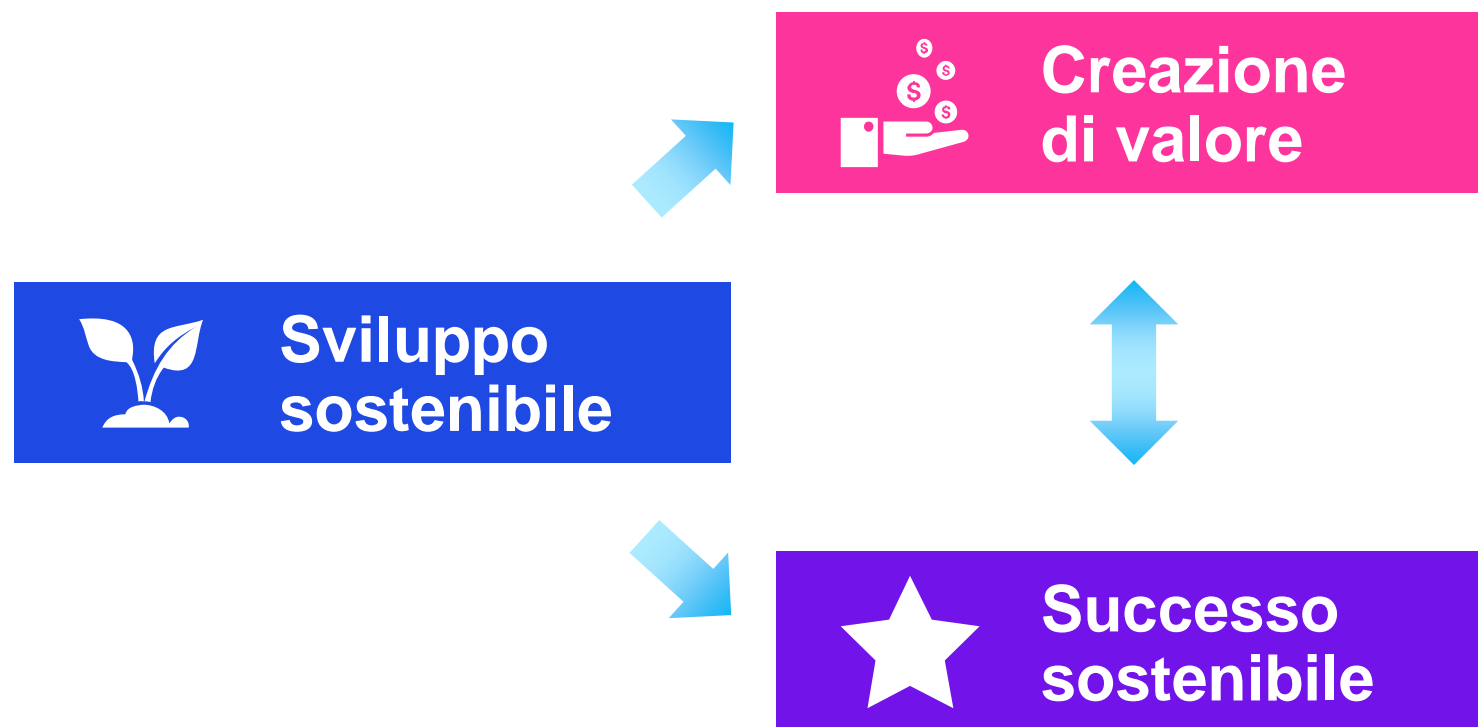 Creazione
di valore
Sviluppo
sostenibile
Successo
sostenibile